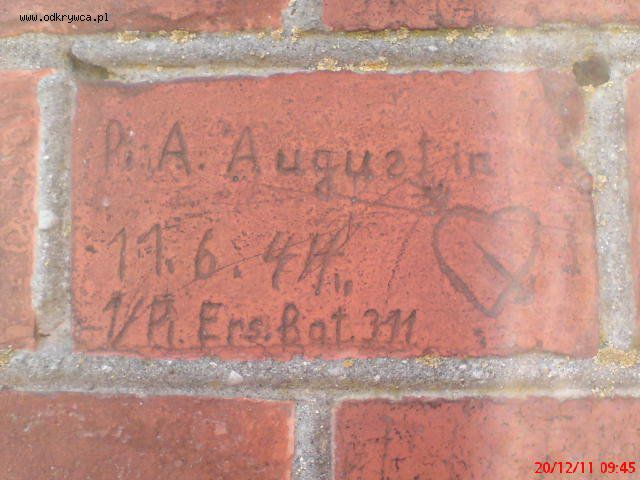 www.odkrywca.pl
Pi. A. Augustin
11.6.44
1/Pi. Ers. Bat. 311
20/12/11 09:45